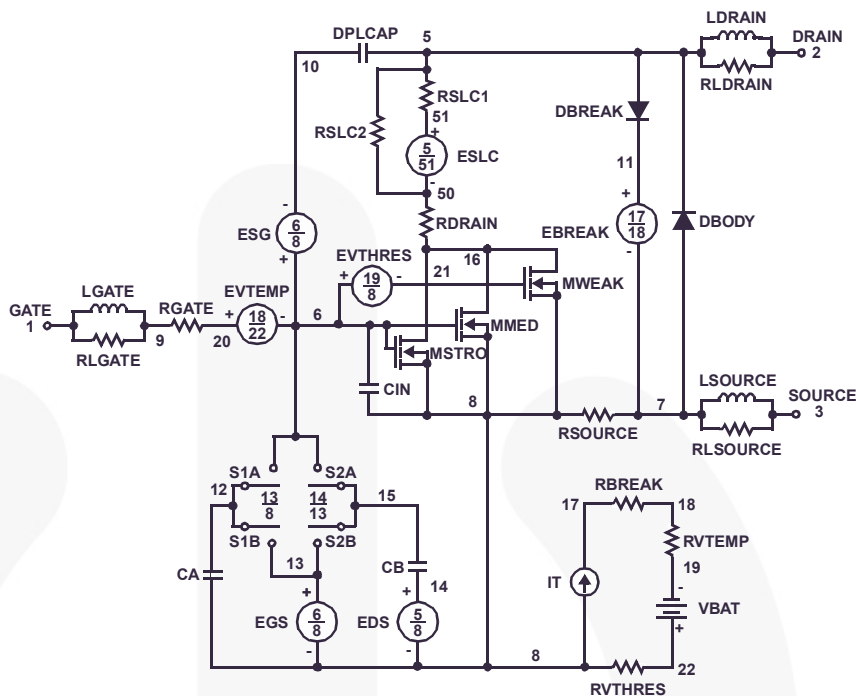 LDRAIN
DPLCAP 5 DRAIN
2
10
RLDRAIN
RSLC1
51
DBREAK
RSLC2
+
5
51
ESLC
-
11
50
-
+
17
18
DBODY
RDRAIN
6
8
ESG
EBREAK
+
EVTHRES
16
-
+
19
8
-
21
MWEAK
LGATE
EVTEMP
GATE
1
RGATE
+
18
22
-
6
MMED
9
20
MSTRO
RLGATE
LSOURCE
CIN
8
7
SOURCE
3
RSOURCE
RLSOURCE
S1A
S2A
12
13
8
14
13
15
RBREAK
17
18
S1B
S2B
RVTEMP
13
CB
CA
19
IT
14
-
+
+
VBAT
EGS
6
8
EDS
5
8
+
-
-
8
22
RVTHRES